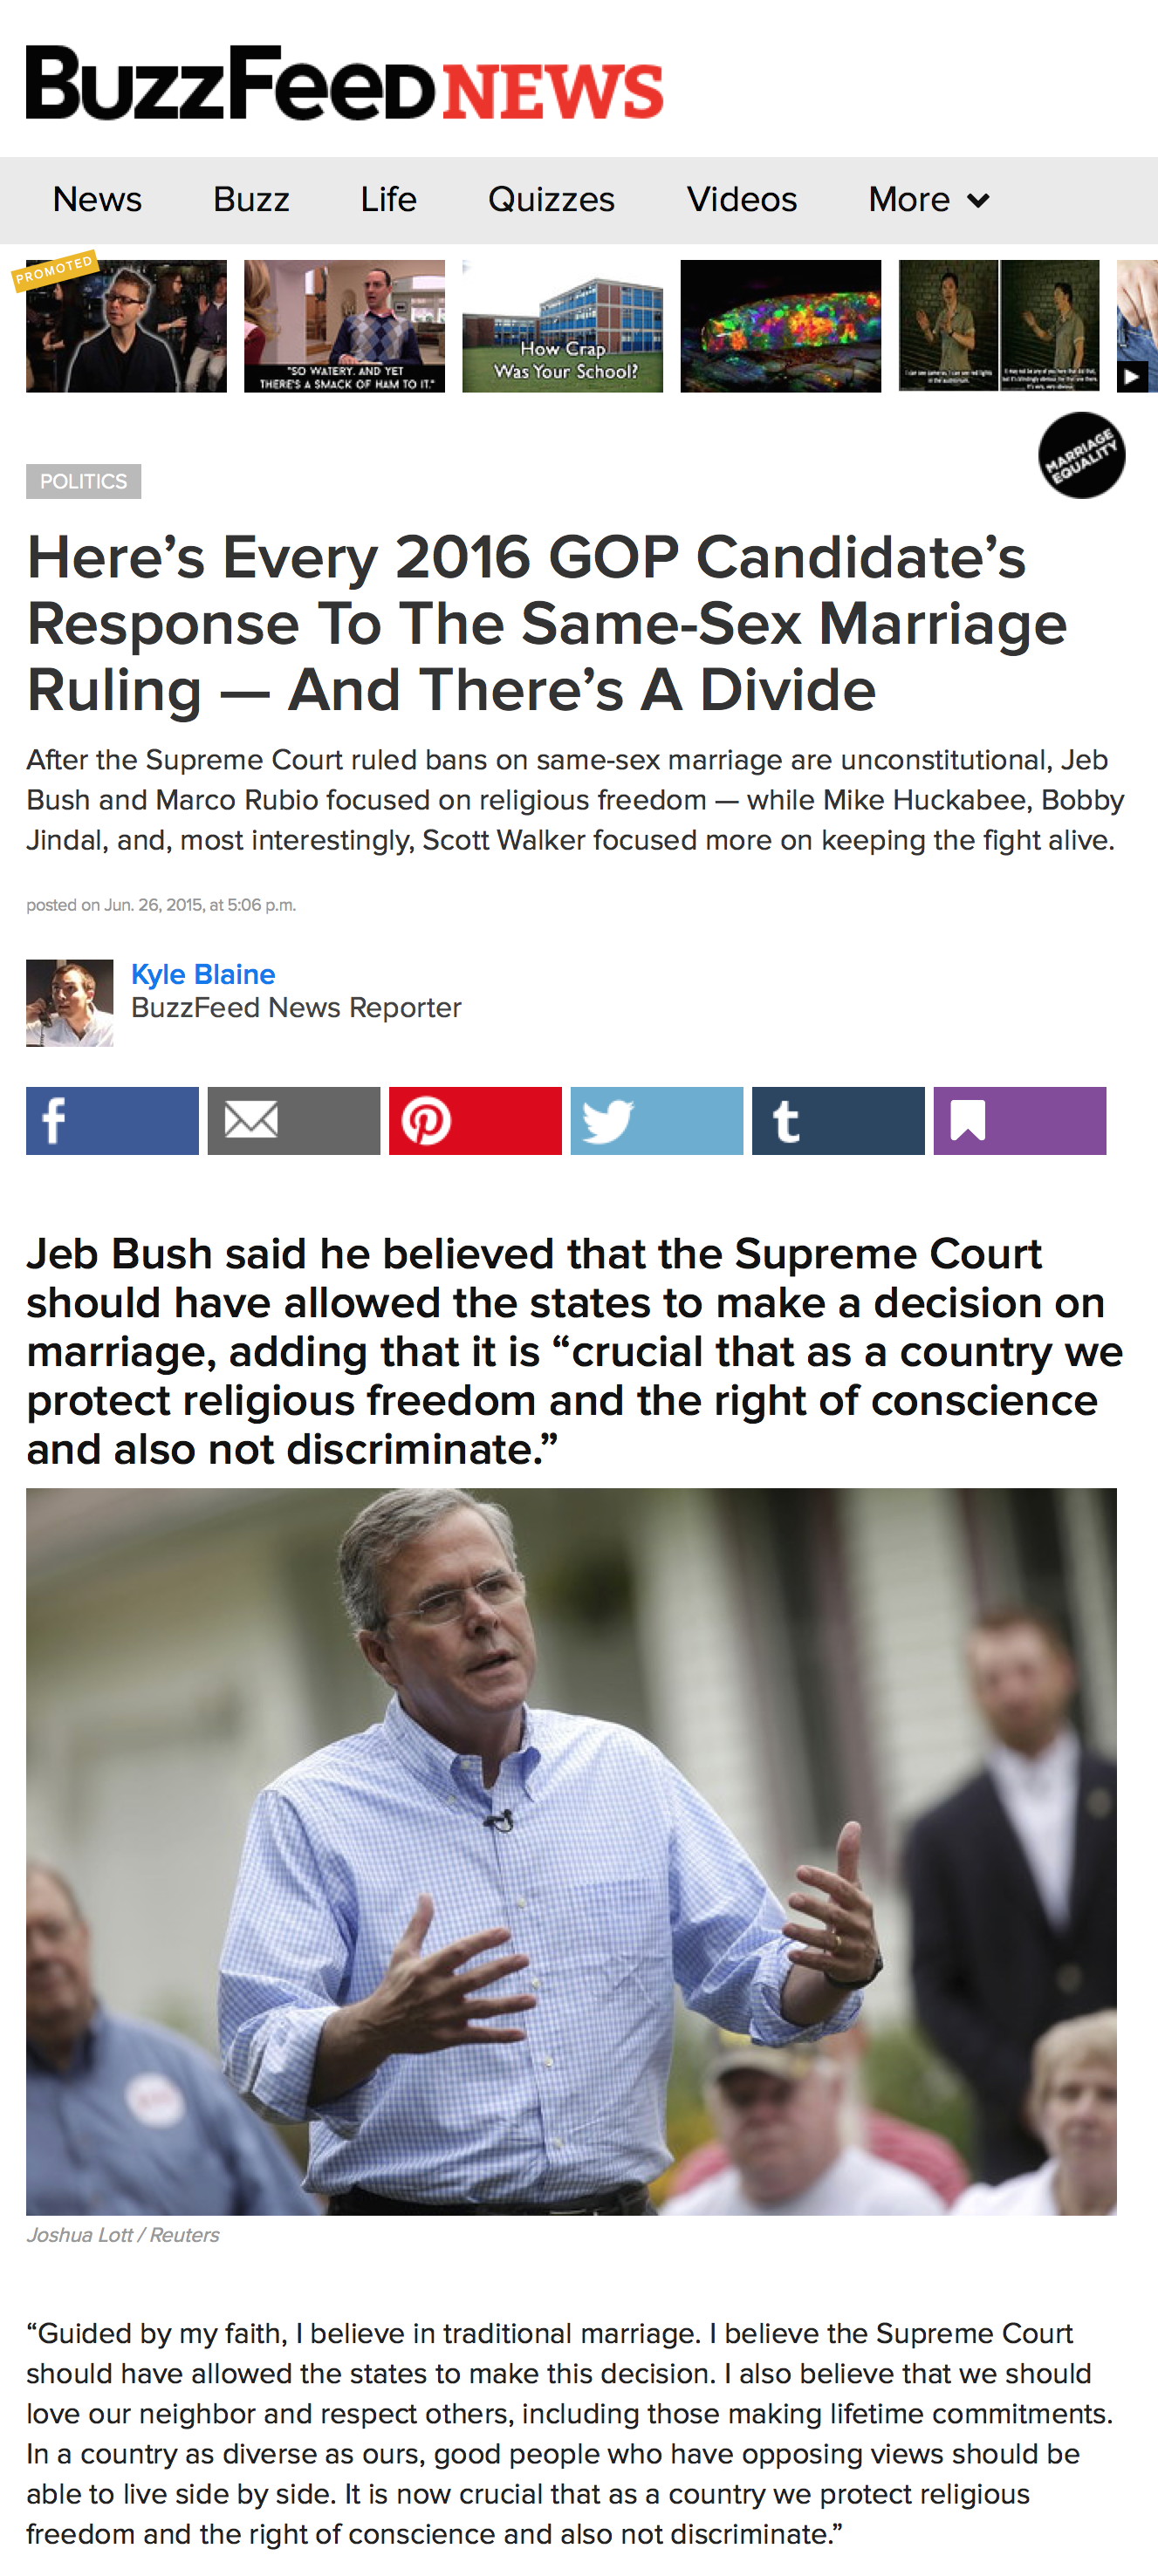 BuzzFeeD NEWS
News Buzz Life Quizzes Videos More
PROMOTED
"SO WATERY. AND YET
THERE'S A SMACK OF HAM TO IT."
How Crap
Was Your School?
MARRIAGE
EQUALITY
POLITICS
Here’s Every 2016 GOP Candidate’s
Response To The Same-Sex Marriage
Ruling — And There’s A Divide
After the Supreme Court ruled bans on same-sex marriage are unconstitutional, Jeb
Bush and Marco Rubio focused on religious freedom — while Mike Huckabee, Bobby
Jindal, and, most interestingly, Scott Walker focused more on keeping the fight alive.
posted on Jun. 26, 2015, at 5:06 p.m.
Kyle Blaine
BuzzFeed News Reporter
Jeb Bush said he believed that the Supreme Court
should have allowed the states to make a decision on
marriage, adding that it is “crucial that as a country we
protect religious freedom and the right of conscience
and also not discriminate.”
Joshua Lott / Reuters
“Guided by my faith, I believe in traditional marriage. I believe the Supreme Court
should have allowed the states to make this decision. I also believe that we should
love our neighbor and respect others, including those making lifetime commitments.
In a country as diverse as ours, good people who have opposing views should be
able to live side by side. It is now crucial that as a country we protect religious
freedom and the right of conscience and also not discriminate.”